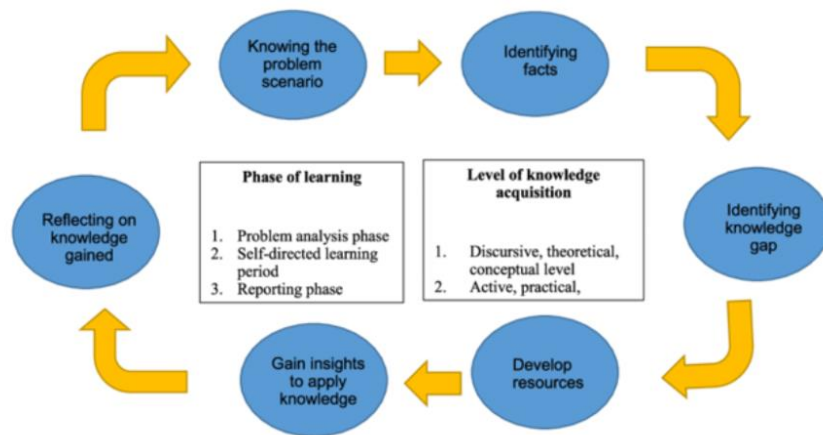 Knowing the
problem
scenario
Identifying
facts
Identifying
knowledge
gap
Develop
resources
Gain insights
to apply
knowledge
Reflecting on
knowledge
gained
Phase of learning
1. Problem analysis phase
2. Self-directed learning
period
3. Reporting phase
Level of knowledge
acquisition
1. Discursive, theoretical,
conceptual level
2. Active, practical,